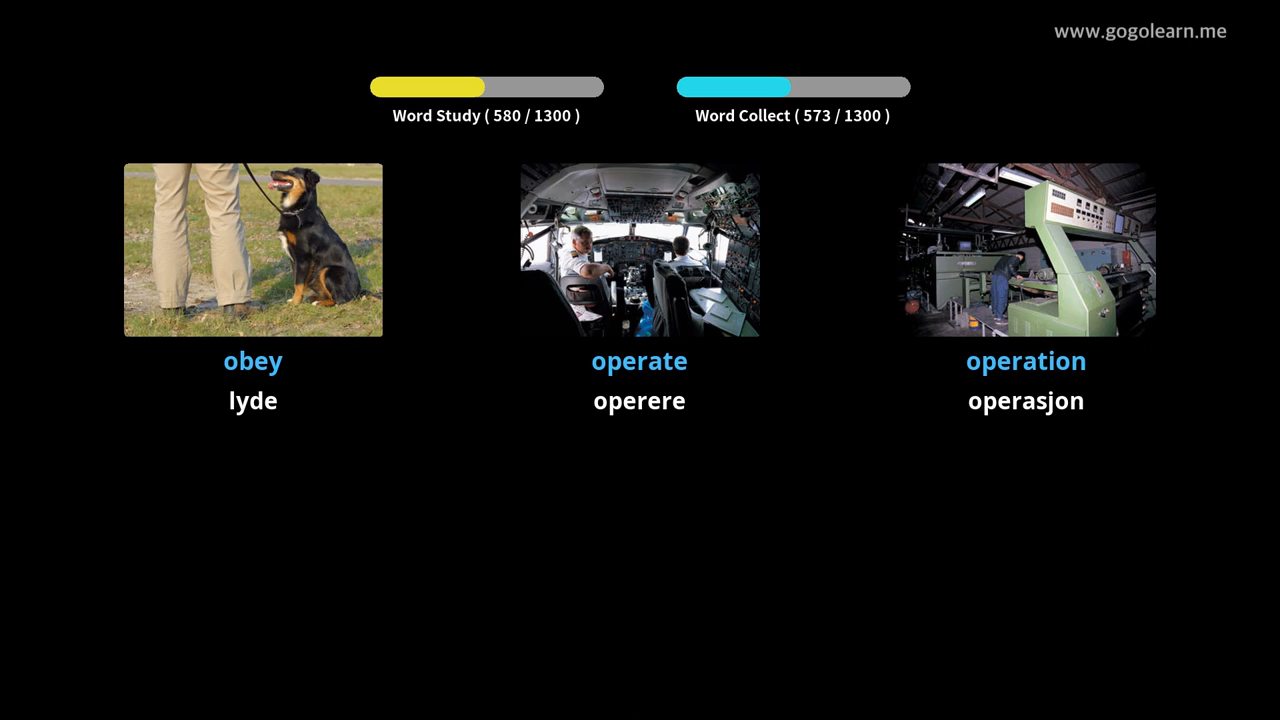 www.gogolearn.me
Word Study ( 580 / 1300 )
Word Collect ( 573 / 1300 )
obey
operate
operation
lyde
operere
operasjon